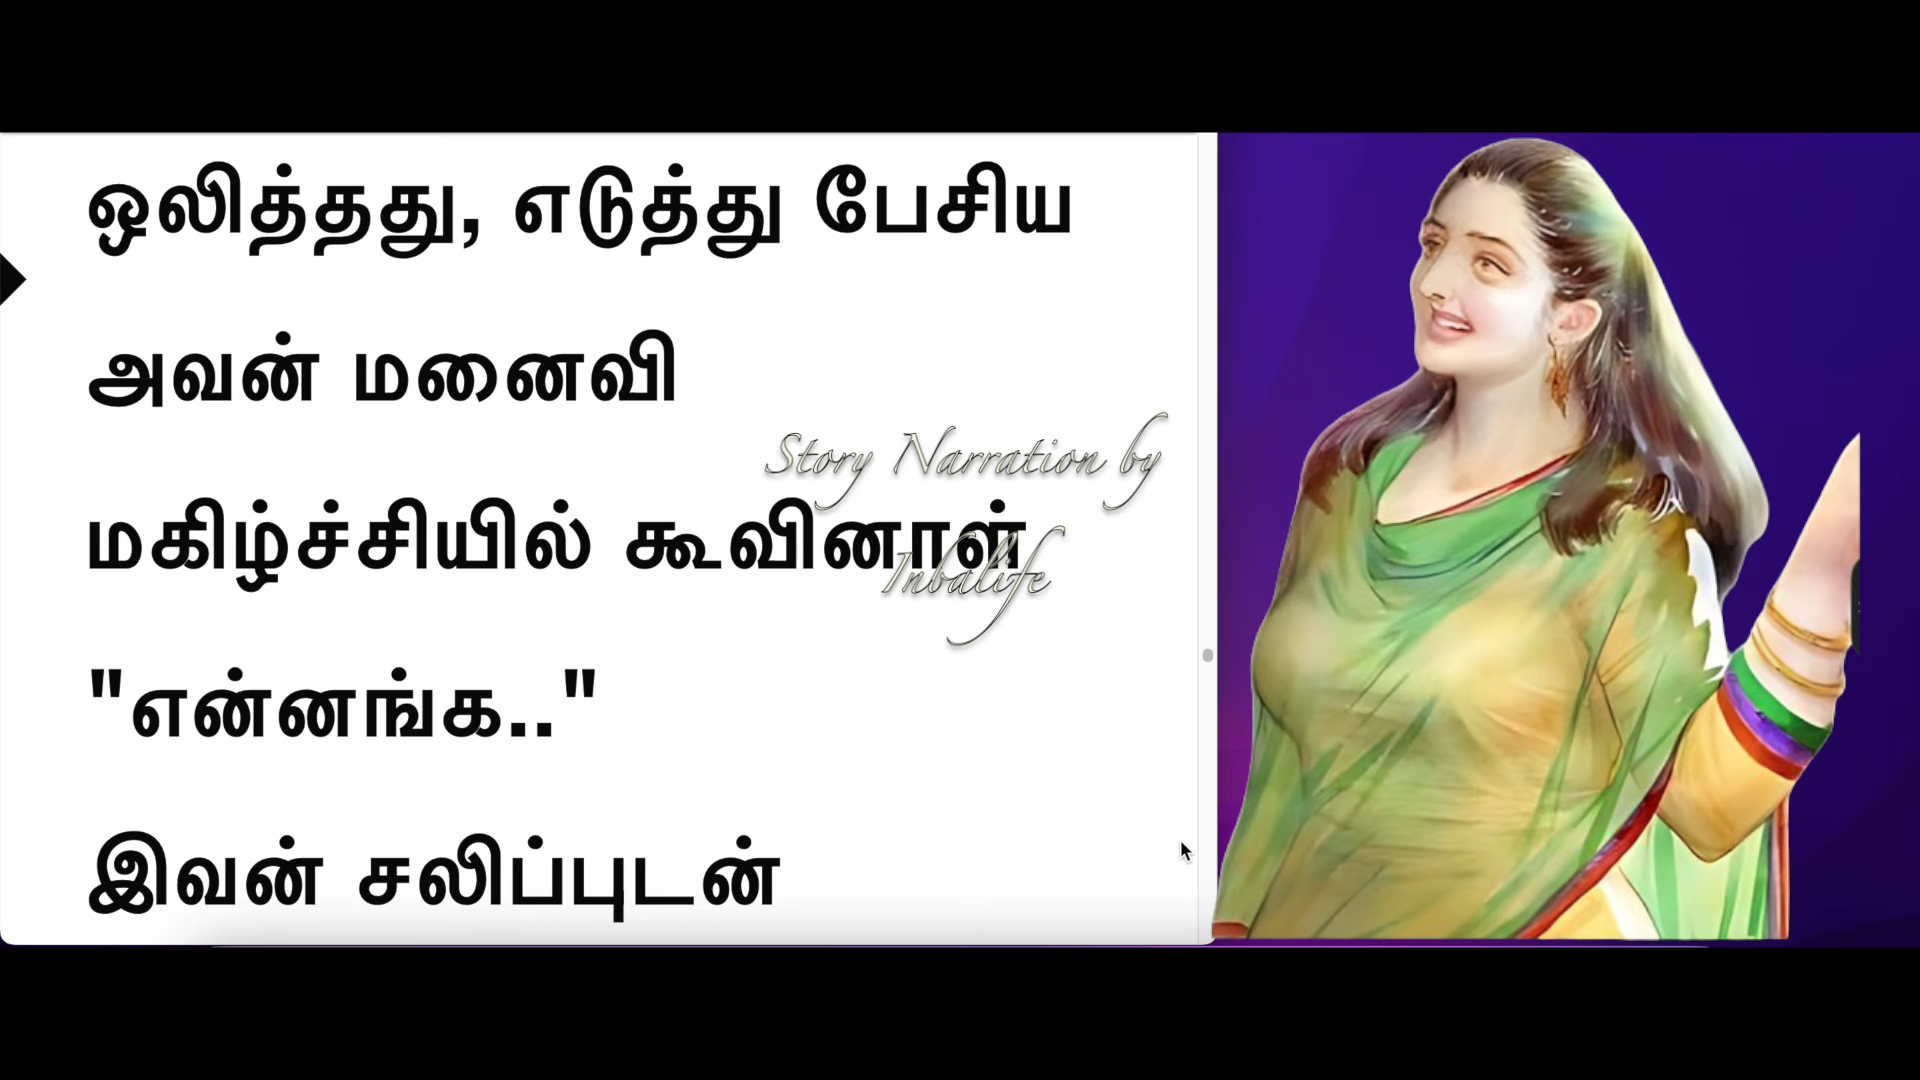 ஒலித்தது, எடுத்து பேசிய
அவன் மனைவி
Story Narration by
மகிழ்ச்சியில் கூவினாள்
Inbalife
"என்னங்க.."
இவன் சலிப்புடன்